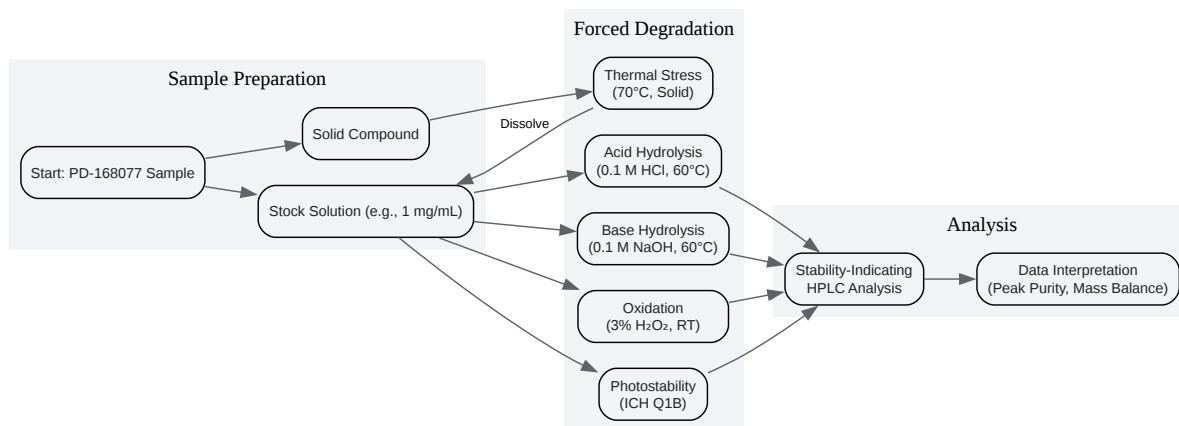 Forced Degradation
Sample Preparation
Thermal Stress
(70°C, Solid)
Dissolve
Solid Compound
Start: PD-168077 Sample
Stock Solution (e.g., 1 mg/mL)
Acid Hydrolysis
(0.1 M HCl, 60°C)
Base Hydrolysis
(0.1 M NaOH, 60°C)
Oxidation
(3% H₂O₂, RT)
Photostability
(ICH Q1B)
Analysis
Stability-Indicating
HPLC Analysis
Data Interpretation
(Peak Purity, Mass Balance)